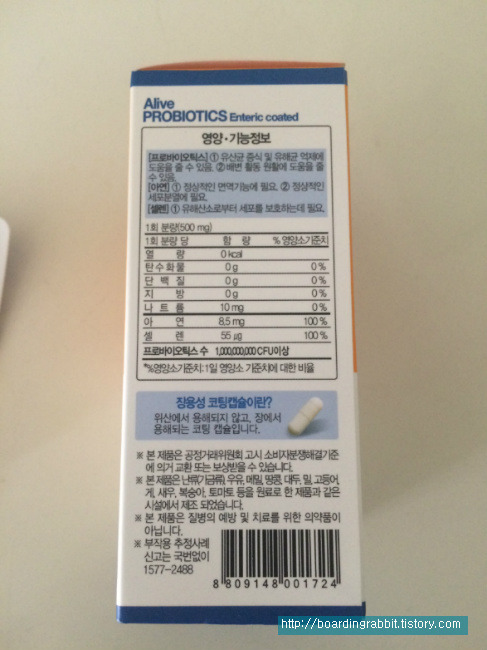 Alive
PROBIOTICS Enteric coated
영양·기능정보
[프로바이오틱스] ① 유산균 증식 및 유해균 억제에
도움을 줄 수 있음. ② 배변 활동 원활에 도움을 줄
수 있음.
[아연] ① 정상적인 면역기능에 필요. ② 정상적인
세포분열에 필요.
[셀렌] ① 유해산소로부터 세포를 보호하는데 필요.
1회 분량(500 mg)
1회 분량 당 함 량 % 영양소기준치
열 량 0 kcal
탄수화물 0 g 0 %
단 백 질 0 g 0 %
지 방 0 g 0 %
나 트 륨 10 mg 0%
아 연 8.5 mg 100 %
셀 렌 55 μg 100 %
프로바이오틱스 수 1,000,000,000 CFU이상
*%영양소기준치:1일 영양소 기준치에 대한 비율
장용성 코팅캡슐이란?
위산에서 용해되지 않고, 장에서
용해되는 코팅 캡슐입니다.
※ 본 제품은 공정거래위원회 고시 소비자분쟁해결기준
에 의거 교환 또는 보상받을 수 있습니다.
※ 본 제품은 난류(가금류), 우유, 메밀, 땅콩, 대두, 밀, 고등어,
게, 새우, 복숭아, 토마토 등을 원료로 한 제품과 같은
시설에서 제조 되었습니다.
※ 본 제품은 질병의 예방 및 치료를 위한 의약품이
아닙니다.
※ 부작용 추정사례
신고는 국번없이
1577-2488
8 809148 001724
http://boardingrabbit.tistory.com